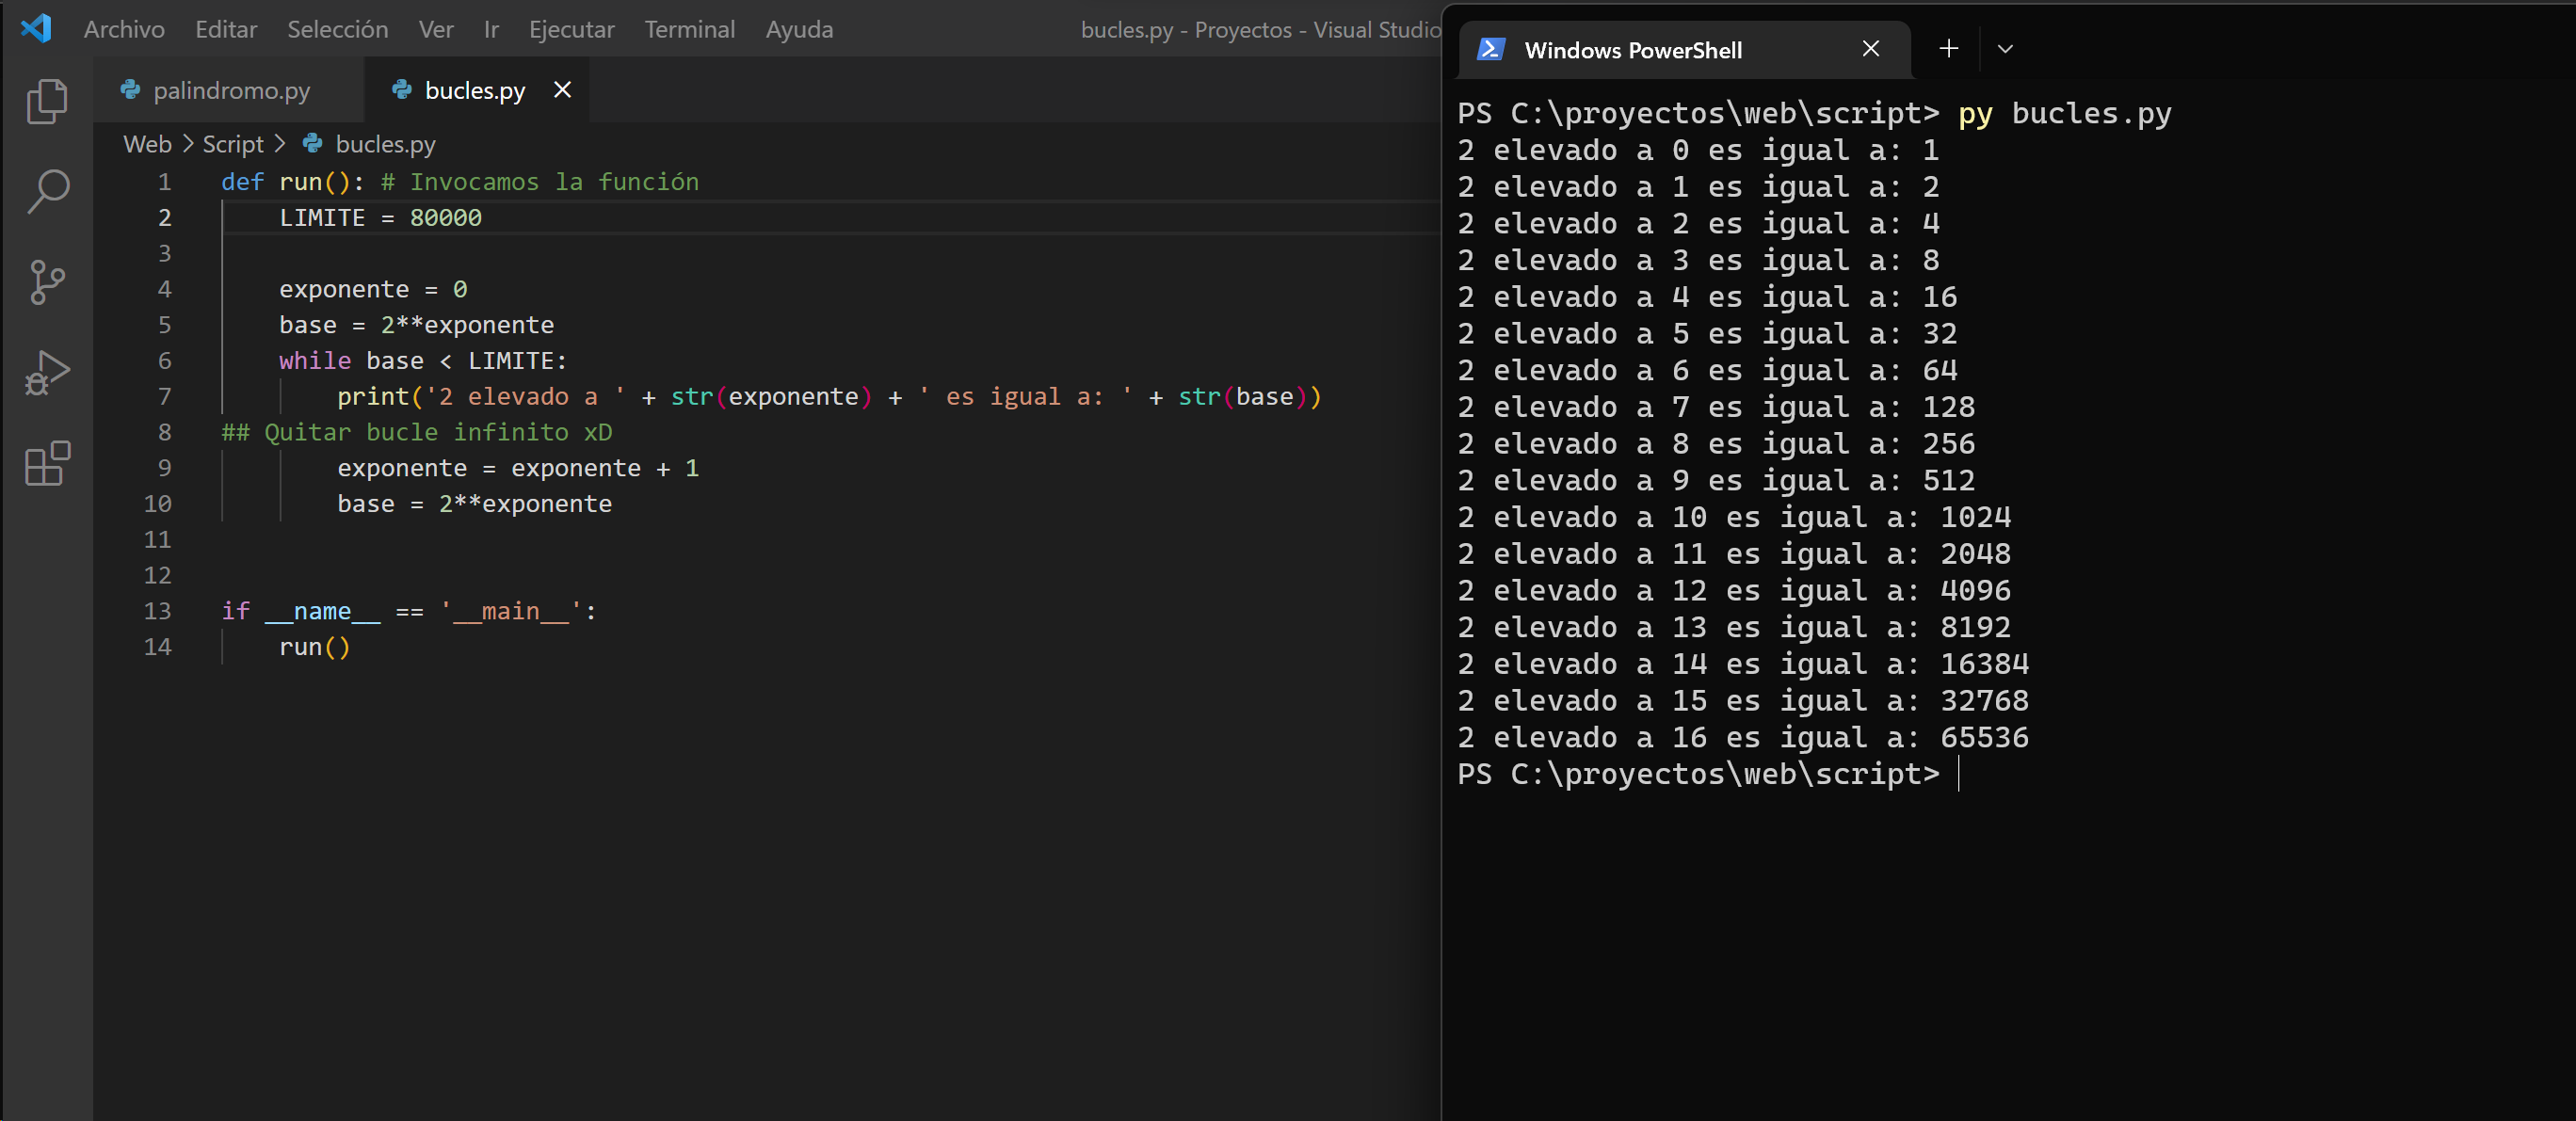 Archivo Editar Selección Ver Ir Ejecutar Terminal Ayuda bucles.py - Proyectos - Visual Studio
palindromo.py bucles.py
Web > Script > bucles.py
1 def run(): # Invocamos la función
2 LIMITE = 80000
3
4 exponente = 0
5 base = 2**exponente
6 while base < LIMITE:
7 print('2 elevado a ' + str(exponente) + ' es igual a: ' + str(base))
8 ## Quitar bucle infinito xD
9 exponente = exponente + 1
10 base = 2**exponente
11
12
13 if __name__ == '__main__':
14 run()
Windows PowerShell
PS C:\proyectos\web\script> py bucles.py
2 elevado a 0 es igual a: 1
2 elevado a 1 es igual a: 2
2 elevado a 2 es igual a: 4
2 elevado a 3 es igual a: 8
2 elevado a 4 es igual a: 16
2 elevado a 5 es igual a: 32
2 elevado a 6 es igual a: 64
2 elevado a 7 es igual a: 128
2 elevado a 8 es igual a: 256
2 elevado a 9 es igual a: 512
2 elevado a 10 es igual a: 1024
2 elevado a 11 es igual a: 2048
2 elevado a 12 es igual a: 4096
2 elevado a 13 es igual a: 8192
2 elevado a 14 es igual a: 16384
2 elevado a 15 es igual a: 32768
2 elevado a 16 es igual a: 65536
PS C:\proyectos\web\script>